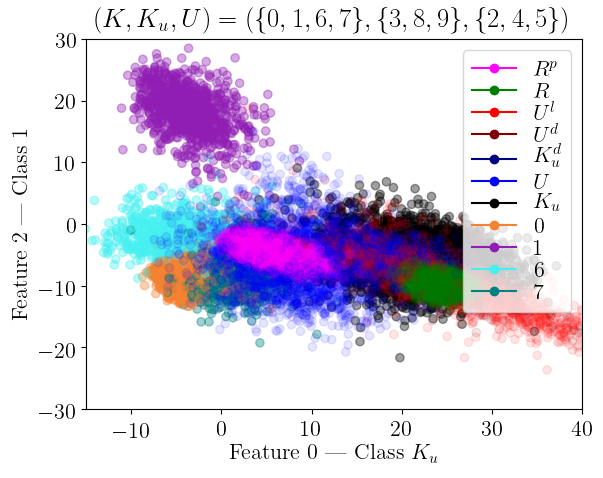 (K, K_u, U) = ({0, 1, 6, 7}, {3, 8, 9}, {2, 4, 5})
30
20
10
0
−10
−20
−30
Feature 2 — Class 1
R^p
R
U^l
U^d
K_u^d
U
K_u
0
1
6
7
−10 0 10 20 30 40
Feature 0 — Class K_u